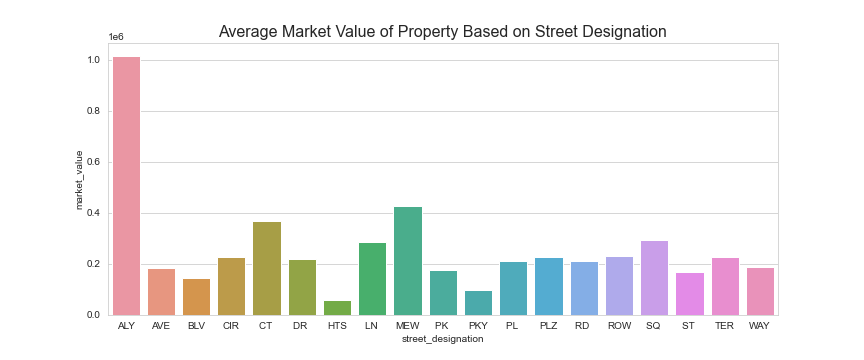 Average Market Value of Property Based on Street Designation
1e6
1.0
0.8
0.6
0.4
0.2
0.0
market_value
ALY AVE BLV CIR CT DR HTS LN MEW PK PKY PL PLZ RD ROW SQ ST TER WAY
street_designation